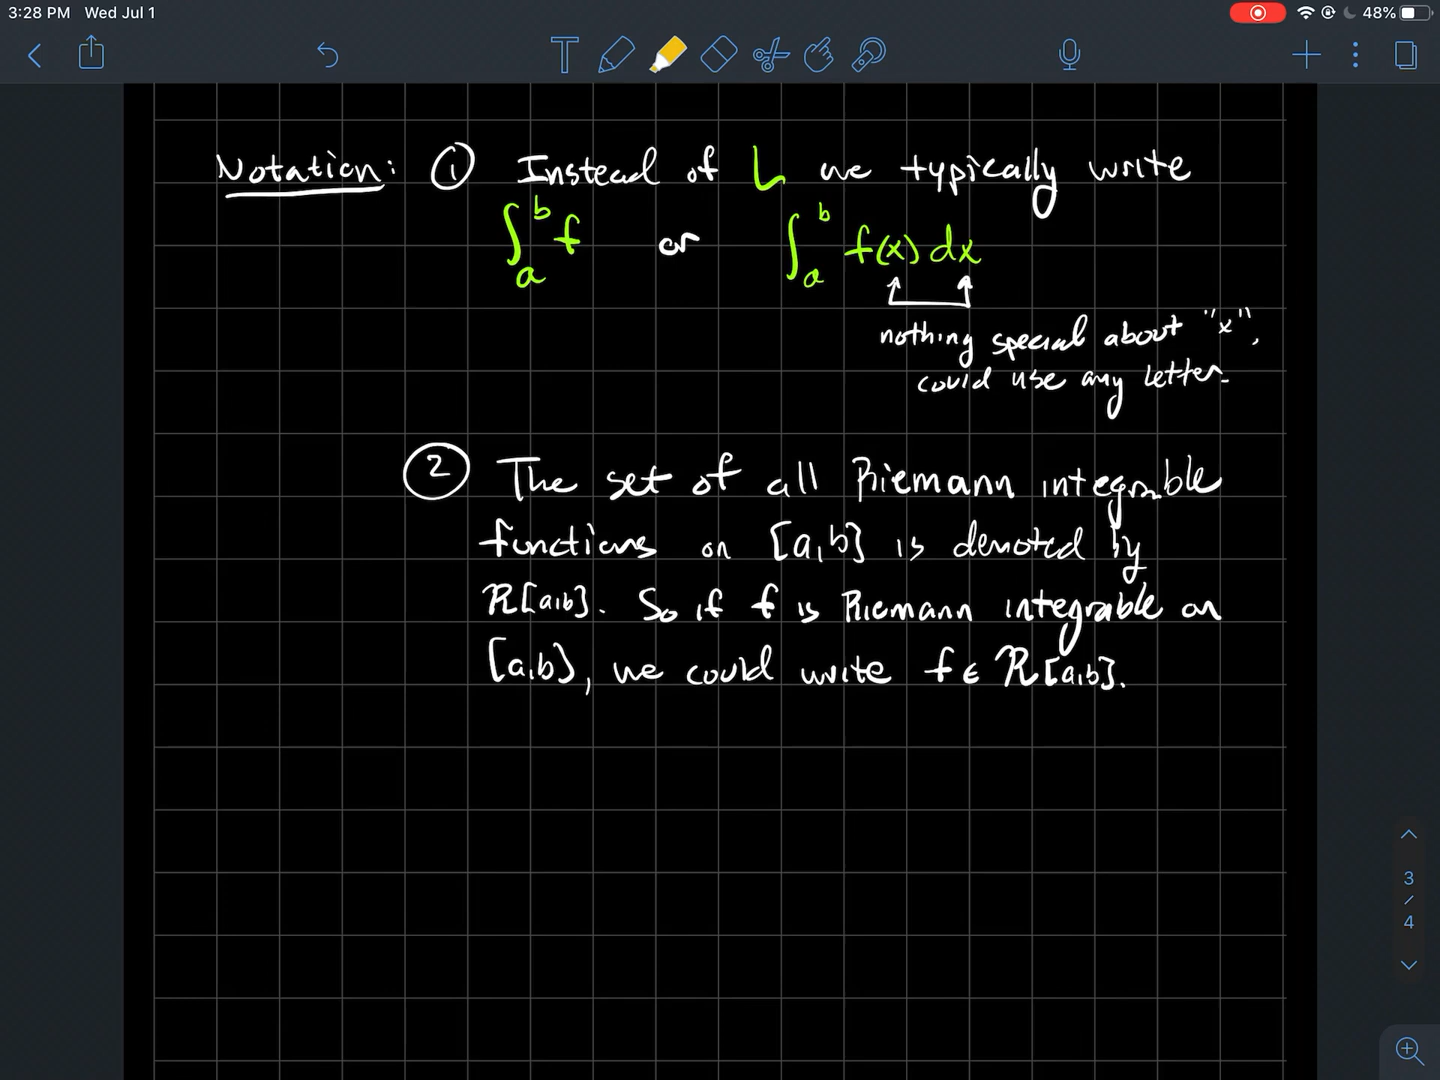 3:28 PM Wed Jul 1
48%
Notation: ① Instead of L we typically write
∫_a^b f or ∫_a^b f(x) dx
nothing special about "x",
could use any letter.
② The set of all Riemann integrable
functions on [a,b] is denoted by
R[a,b]. So if f is Riemann integrable on
[a,b], we could write f ∈ R[a,b].
3
/
4